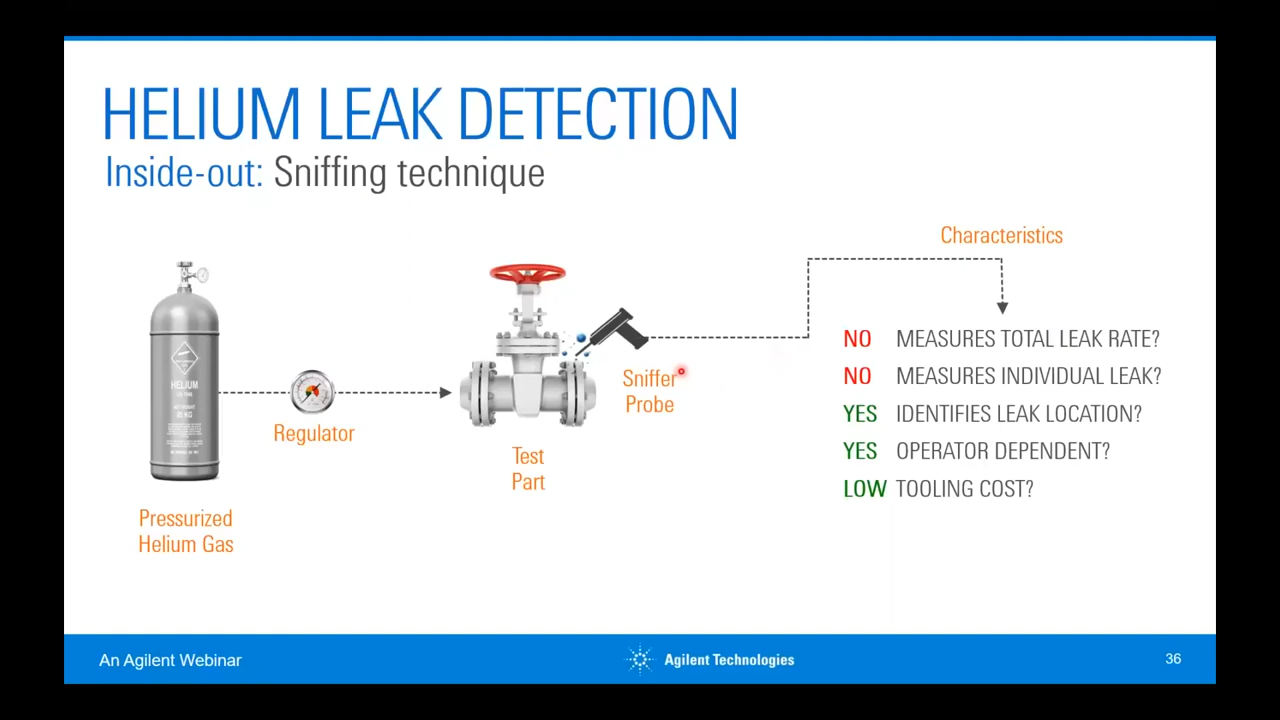 HELIUM LEAK DETECTION
Inside-out: Sniffing technique
Characteristics
NO MEASURES TOTAL LEAK RATE?
NO MEASURES INDIVIDUAL LEAK?
YES IDENTIFIES LEAK LOCATION?
YES OPERATOR DEPENDENT?
LOW TOOLING COST?
HELIUM
Regulator
Sniffer
Probe
Test
Part
Pressurized
Helium Gas
An Agilent Webinar
Agilent Technologies
36